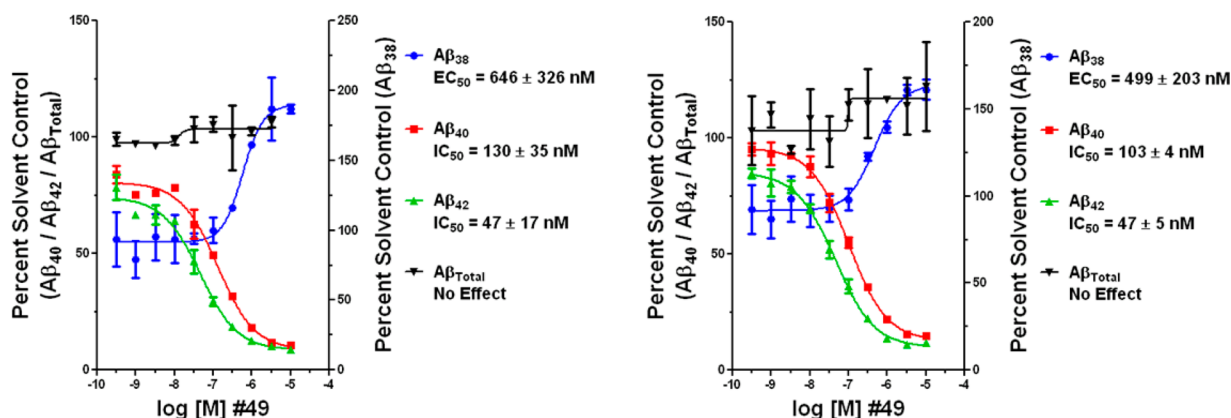 Percent Solvent Control
(Aβ40 / Aβ42 / AβTotal)
150
100
50
0
-10 -9 -8 -7 -6 -5 -4
log [M] #49
250
200
150
100
50
0
Percent Solvent Control (Aβ38)
Aβ38
EC50 = 646 ± 326 nM
Aβ40
IC50 = 130 ± 35 nM
Aβ42
IC50 = 47 ± 17 nM
AβTotal
No Effect
Percent Solvent Control
(Aβ40 / Aβ42 / AβTotal)
150
100
50
0
-10 -9 -8 -7 -6 -5 -4
log [M] #49
200
150
100
50
0
Percent Solvent Control (Aβ38)
Aβ38
EC50 = 499 ± 203 nM
Aβ40
IC50 = 103 ± 4 nM
Aβ42
IC50 = 47 ± 5 nM
AβTotal
No Effect